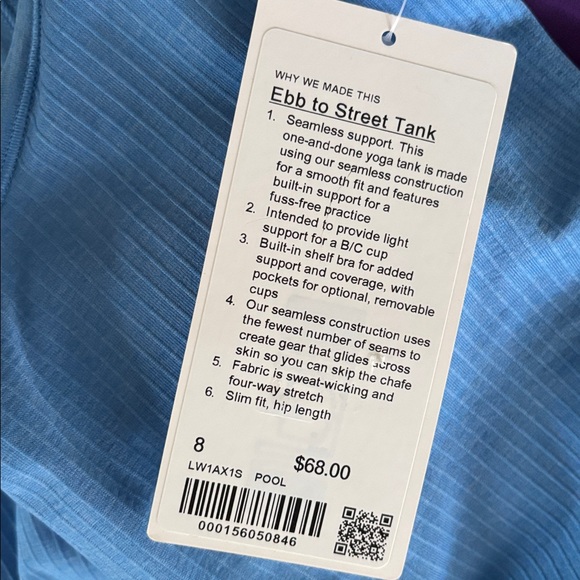 WHY WE MADE THIS
Ebb to Street Tank
1. Seamless support. This
one-and-done yoga tank is made
using our seamless construction
for a smooth fit and features
built-in support for a
fuss-free practice
2. Intended to provide light
support for a B/C cup
3. Built-in shelf bra for added
support and coverage, with
pockets for optional, removable
cups
4. Our seamless construction uses
the fewest number of seams to
create gear that glides across
skin so you can skip the chafe
5. Fabric is sweat-wicking and
four-way stretch
6. Slim fit, hip length
8 $68.00
LW1AX1S POOL
000156050846